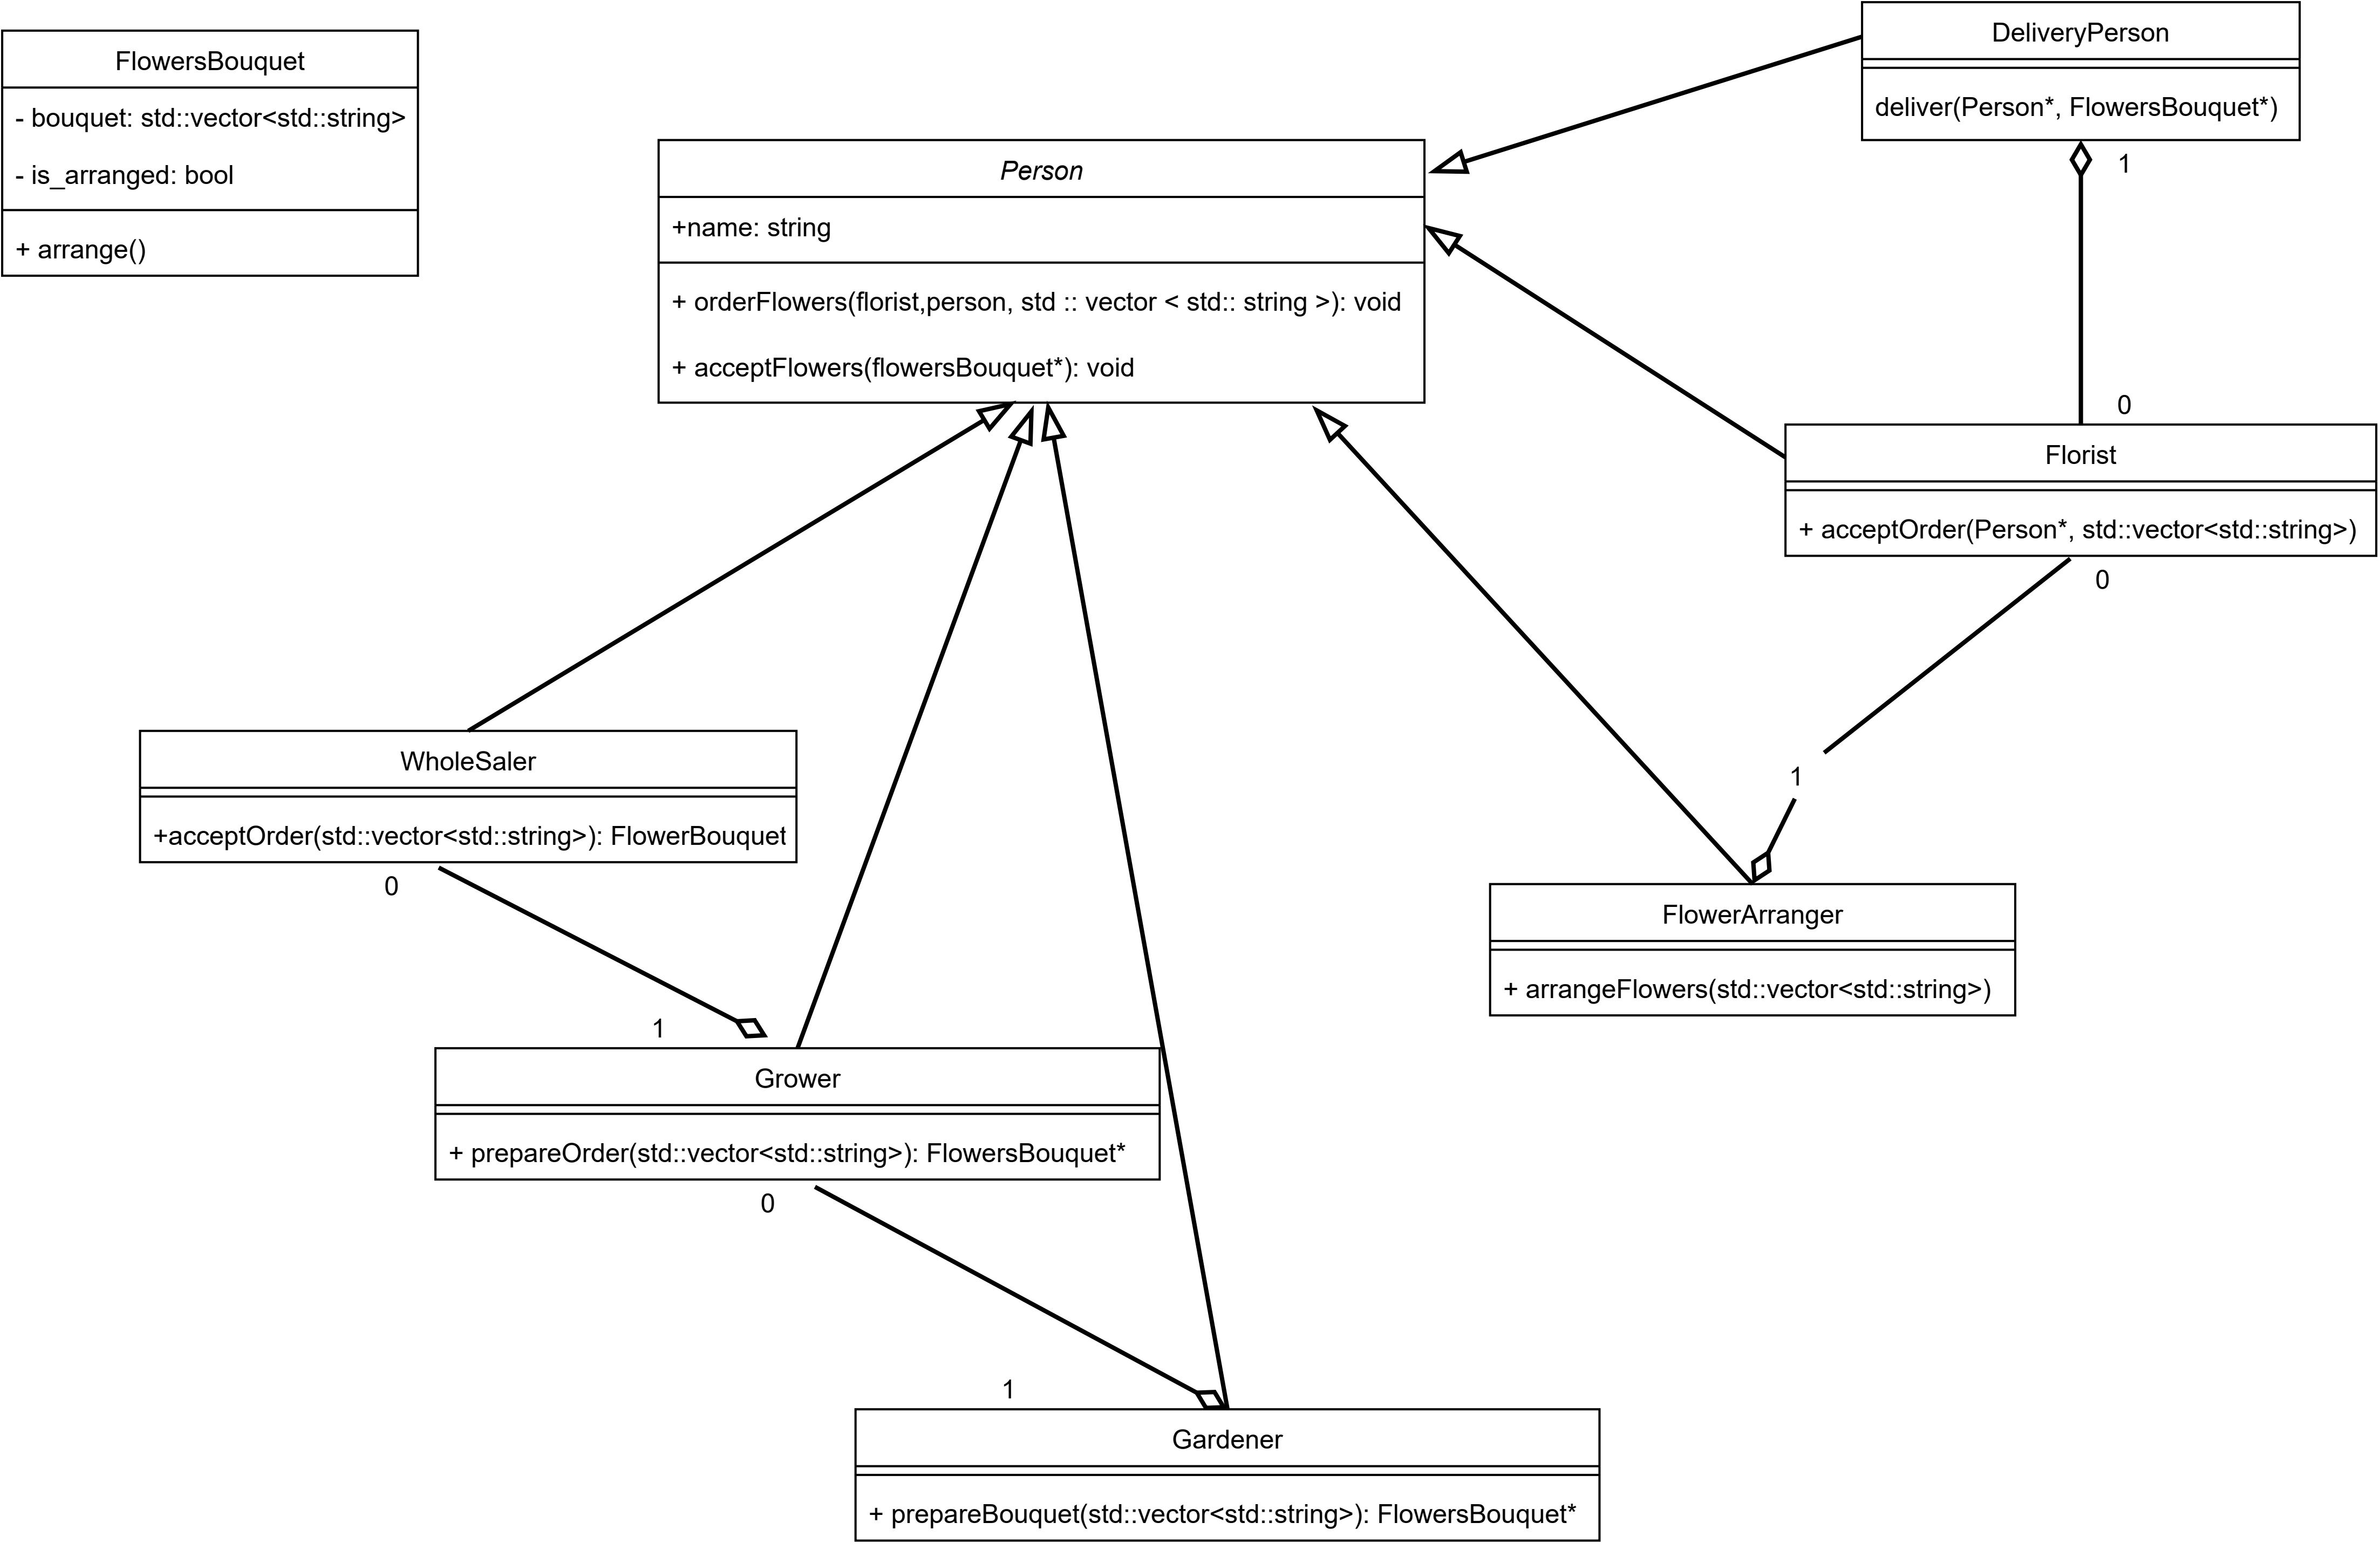 FlowersBouquet
- bouquet: std::vector<std::string>
- is_arranged: bool
+ arrange()
Person
+name: string
+ orderFlowers(florist,person, std :: vector < std:: string >): void
+ acceptFlowers(flowersBouquet*): void
DeliveryPerson
deliver(Person*, FlowersBouquet*)
1
0
Florist
+ acceptOrder(Person*, std::vector<std::string>)
0
1
WholeSaler
+acceptOrder(std::vector<std::string>): FlowerBouquet
0
FlowerArranger
+ arrangeFlowers(std::vector<std::string>)
1
Grower
+ prepareOrder(std::vector<std::string>): FlowersBouquet*
0
1
Gardener
+ prepareBouquet(std::vector<std::string>): FlowersBouquet*